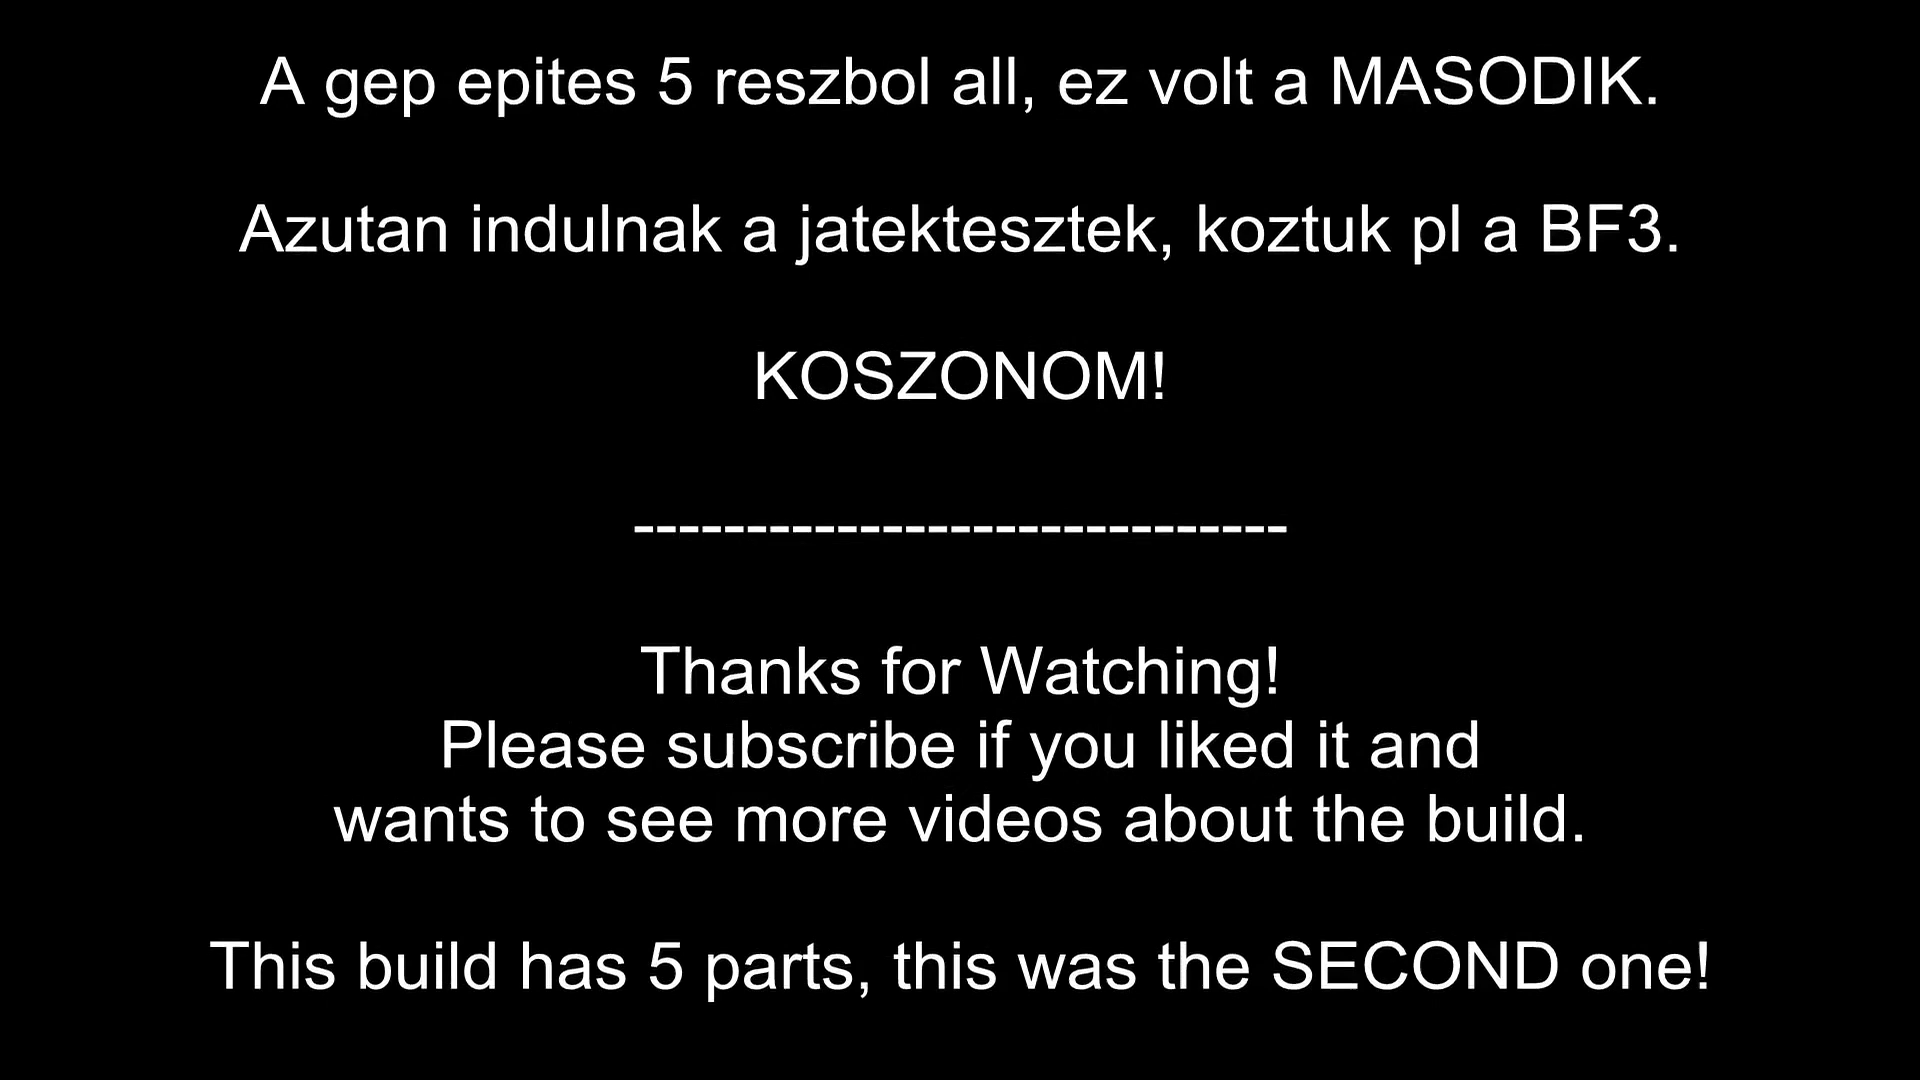 A gep epites 5 reszbol all, ez volt a MASODIK.
Azutan indulnak a jatektesztek, koztuk pl a BF3.
KOSZONOM!
-----------------------------
Thanks for Watching!
Please subscribe if you liked it and
wants to see more videos about the build.
This build has 5 parts, this was the SECOND one!